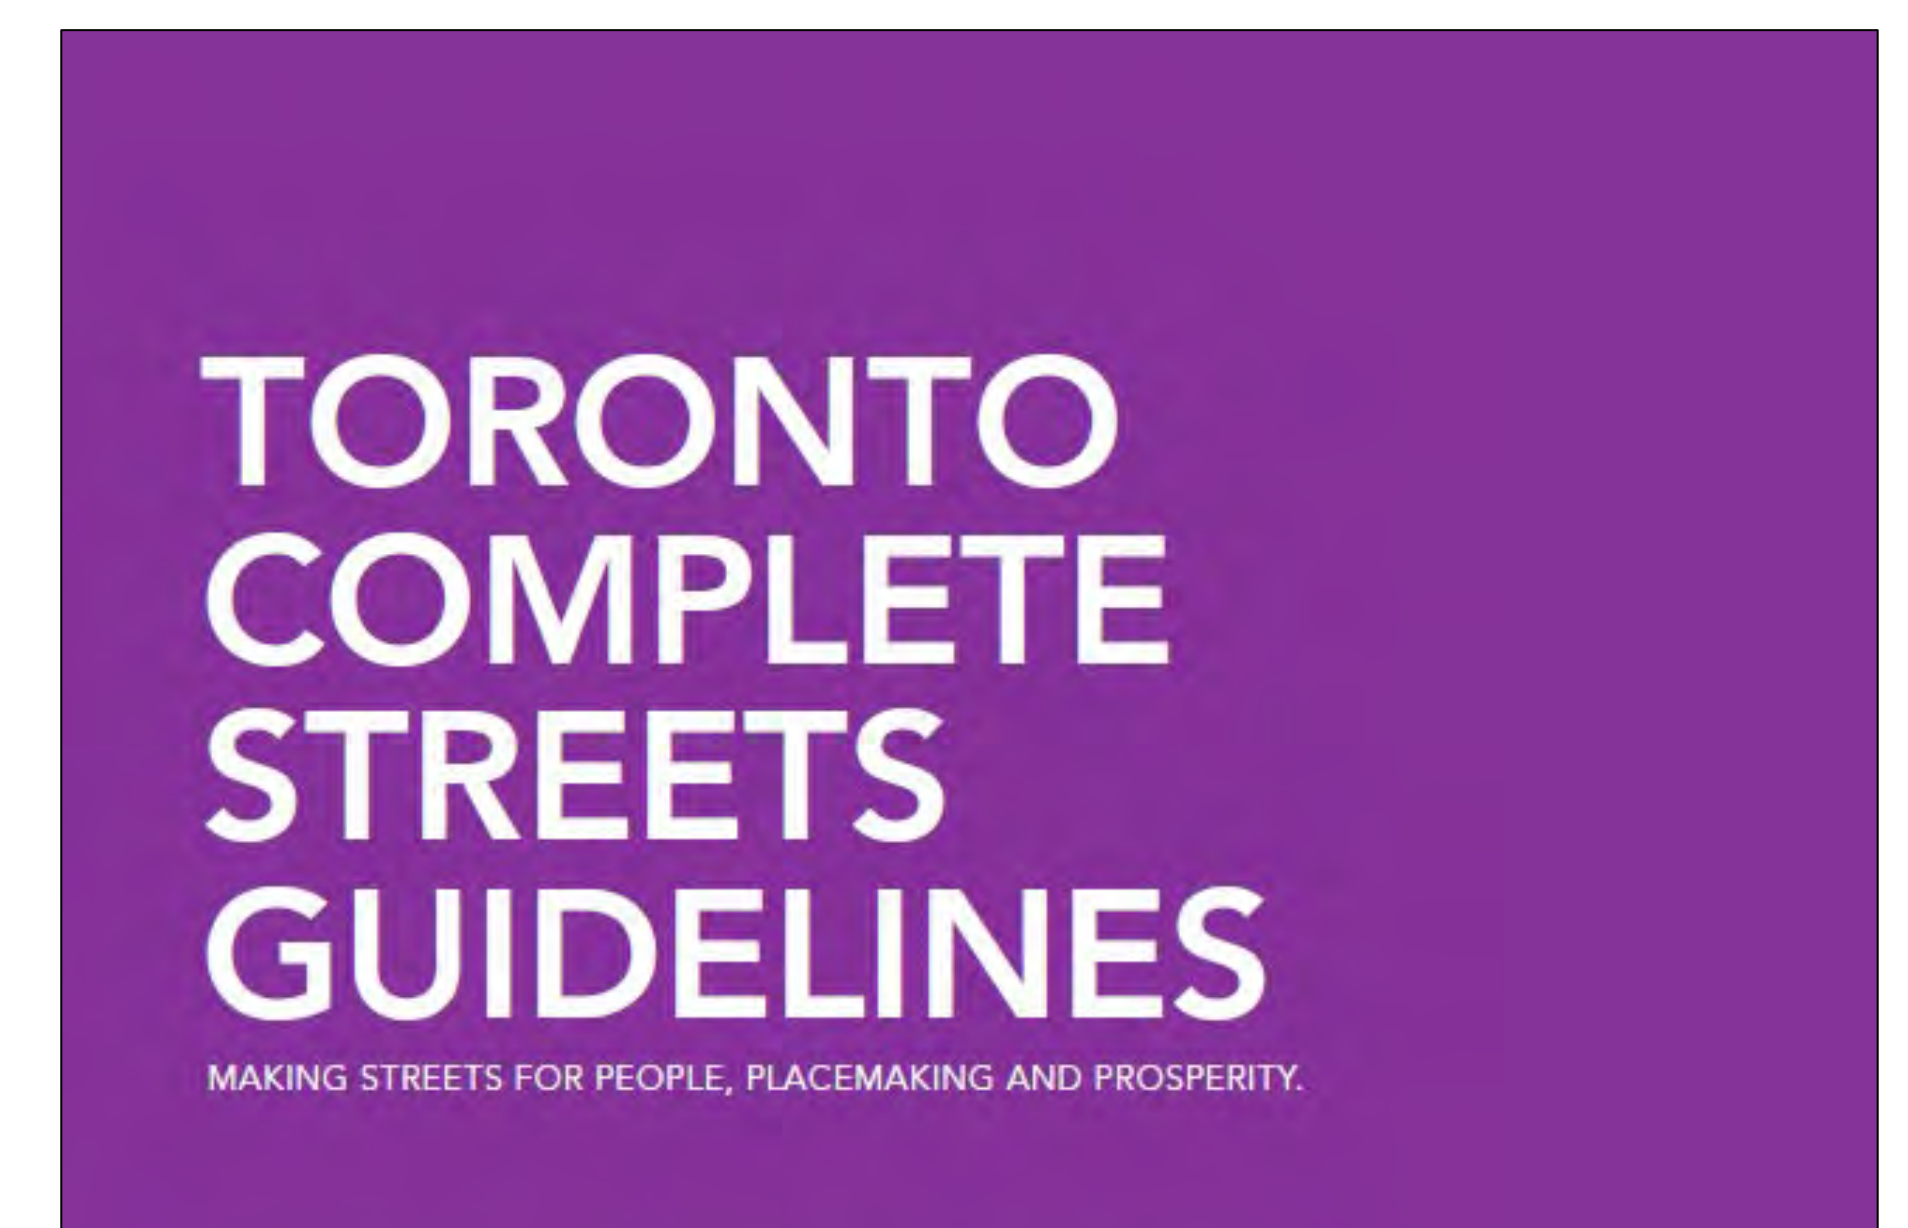 TORONTO
COMPLETE
STREETS
GUIDELINES
MAKING STREETS FOR PEOPLE, PLACEMAKING AND PROSPERITY.